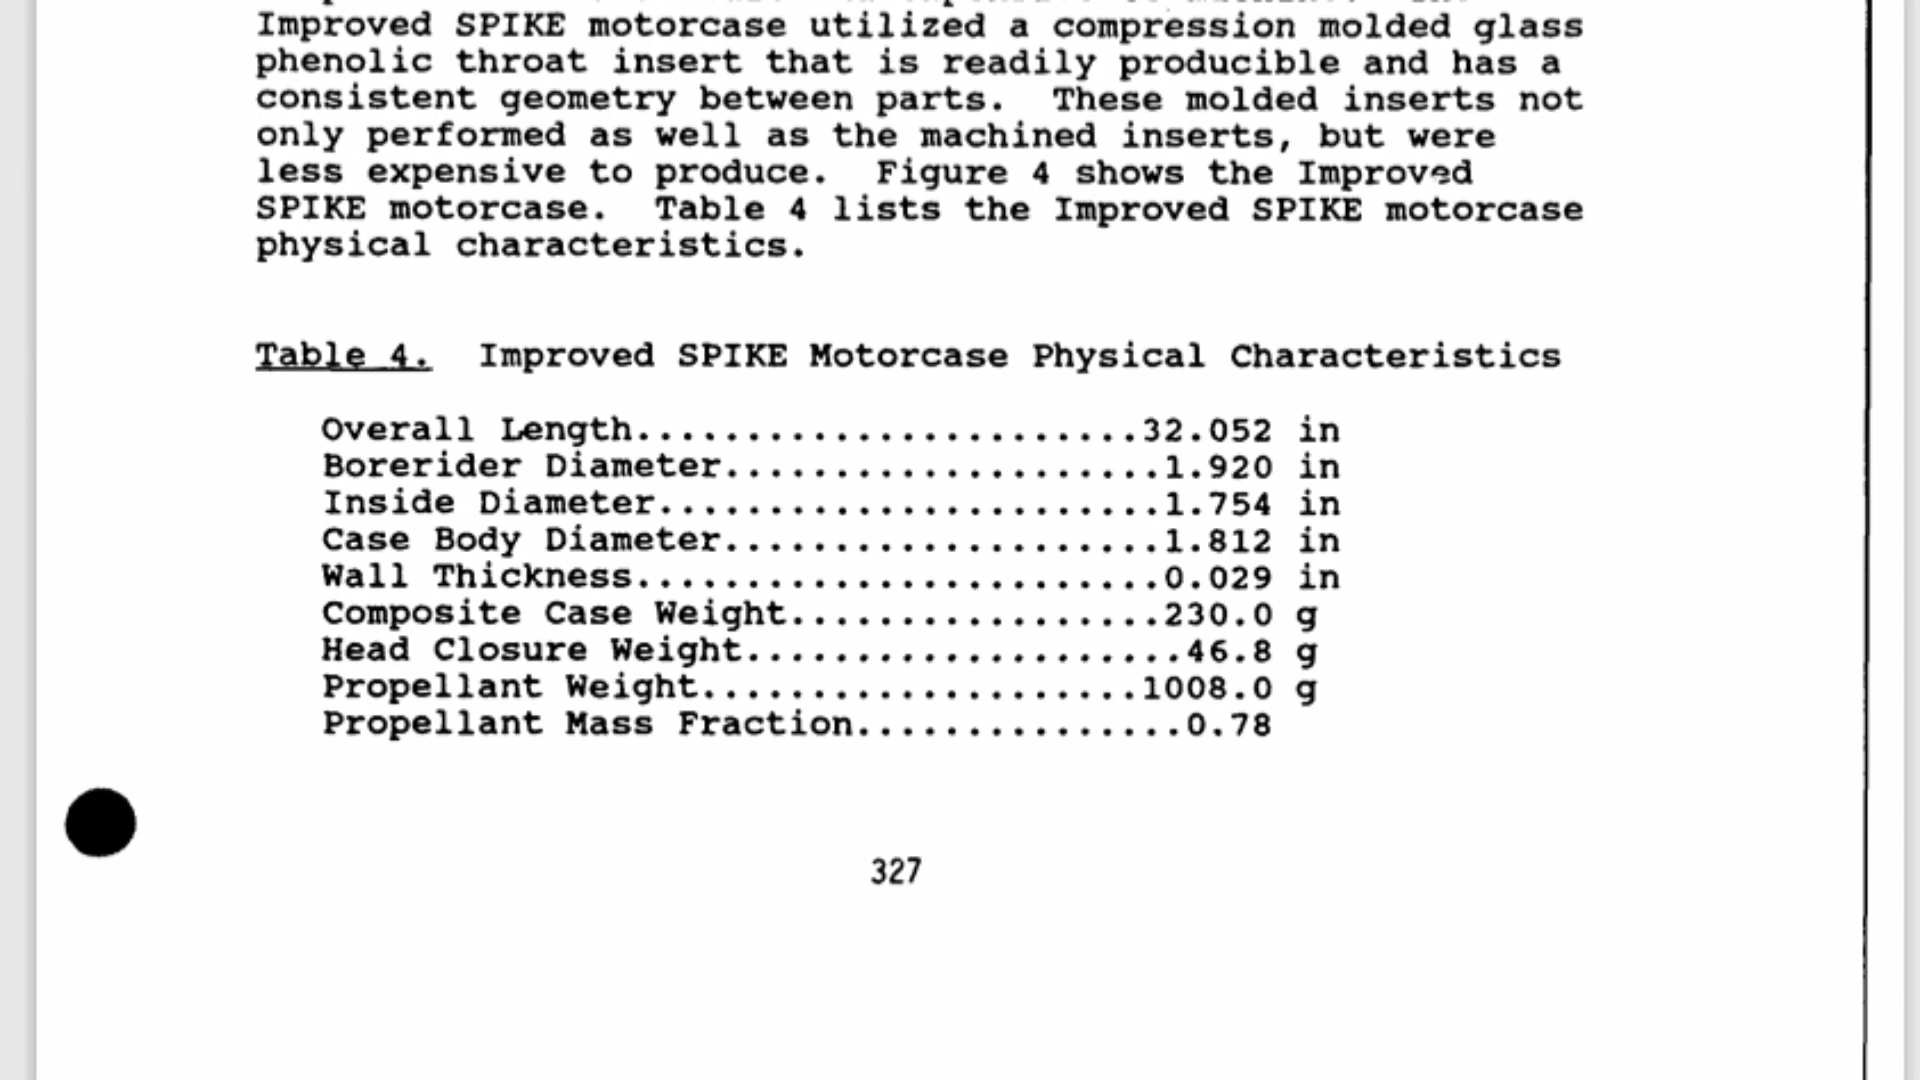 Improved SPIKE motorcase utilized a compression molded glass
phenolic throat insert that is readily producible and has a
consistent geometry between parts.  These molded inserts not
only performed as well as the machined inserts, but were
less expensive to produce.  Figure 4 shows the Improved
SPIKE motorcase.  Table 4 lists the Improved SPIKE motorcase
physical characteristics.
Table 4.  Improved SPIKE Motorcase Physical Characteristics
Overall Length.......................32.052 in
Borerider Diameter....................1.920 in
Inside Diameter.......................1.754 in
Case Body Diameter....................1.812 in
Wall Thickness........................0.029 in
Composite Case Weight.................230.0 g
Head Closure Weight....................46.8 g
Propellant Weight....................1008.0 g
Propellant Mass Fraction...............0.78
327